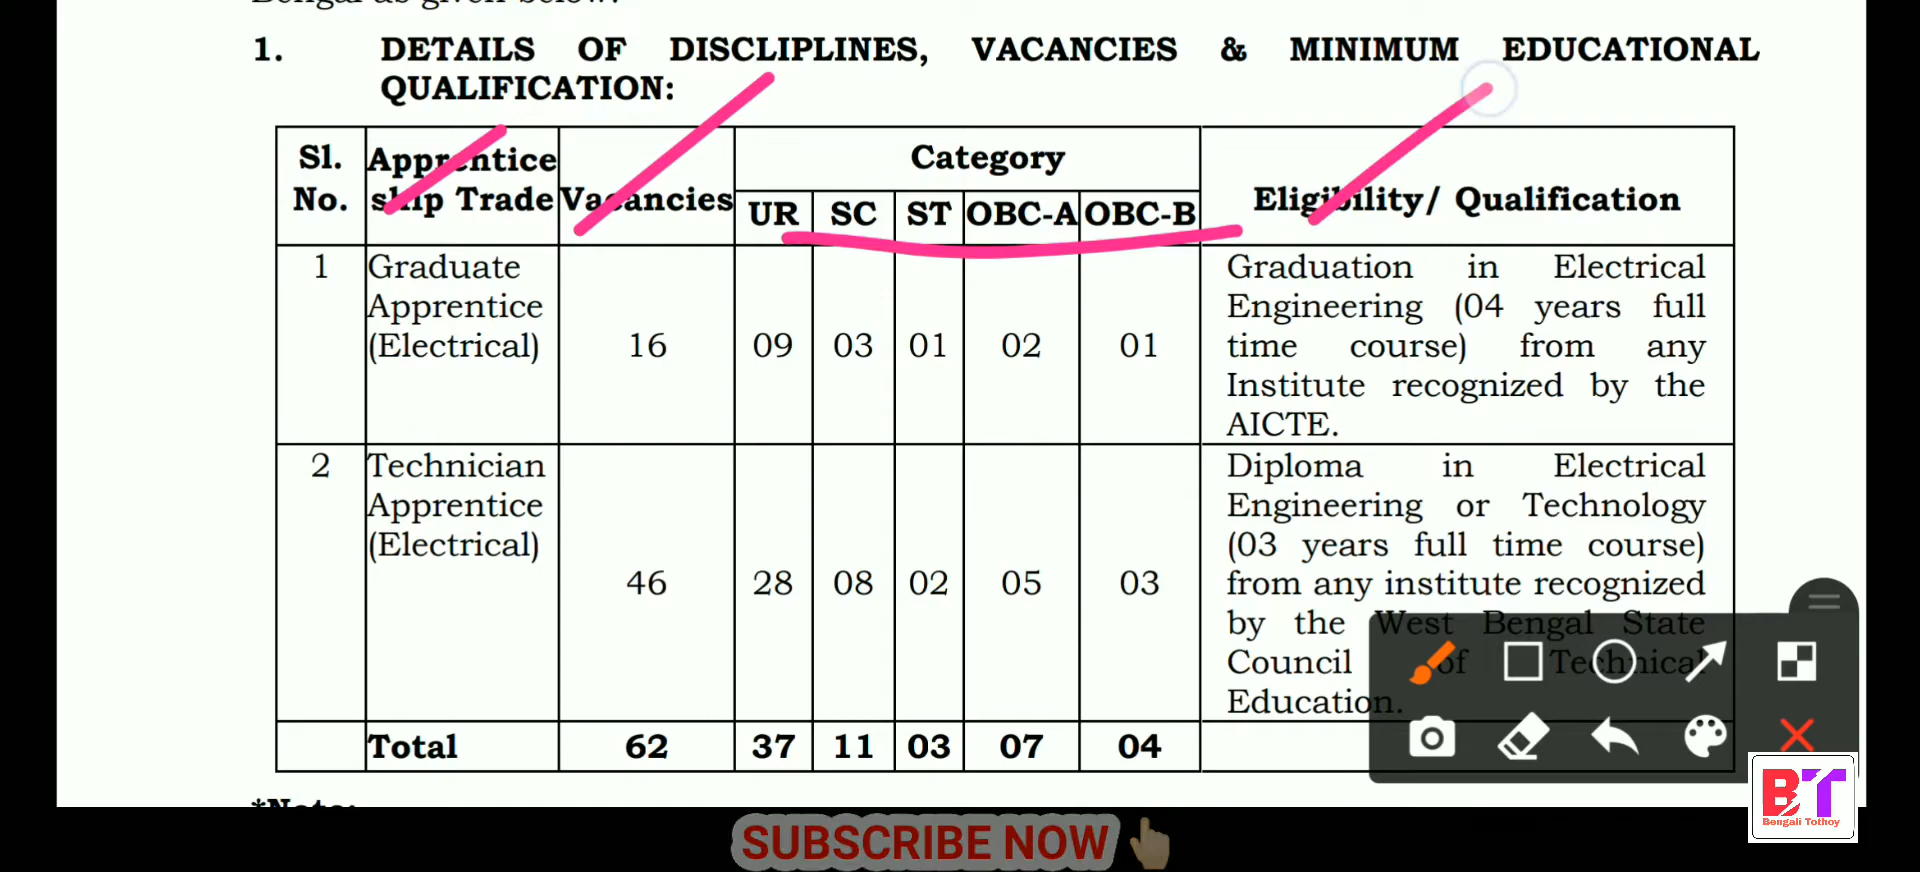 1. DETAILS OF DISCLIPLINES, VACANCIES & MINIMUM EDUCATIONAL
QUALIFICATION:
Sl. No. Apprentice ship Trade Vacancies Category Eligibility/ Qualification
UR SC ST OBC-A OBC-B
1 Graduate Apprentice (Electrical) 16 09 03 01 02 01
Graduation in Electrical
Engineering (04 years full
time course) from any
Institute recognized by the
AICTE.
2 Technician Apprentice (Electrical) 46 28 08 02 05 03
Diploma in Electrical
Engineering or Technology
(03 years full time course)
from any institute recognized
by the West Bengal State
Council of Technical
Education.
Total 62 37 11 03 07 04
BT
Bengali Tothoy
SUBSCRIBE NOW